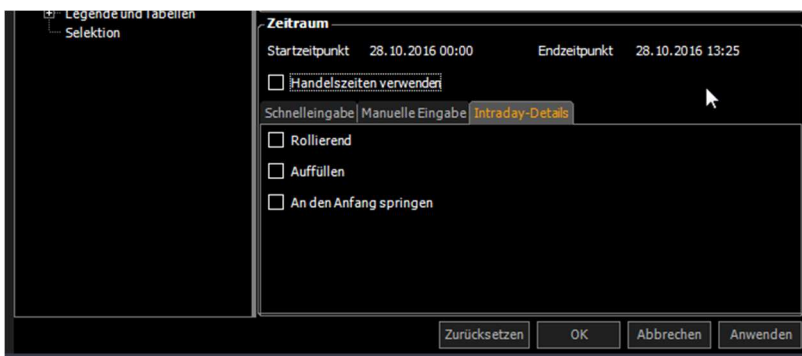 Legende und Tabellen
Selektion
Zeitraum
Startzeitpunkt 28.10.2016 00:00 Endzeitpunkt 28.10.2016 13:25
Handelszeiten verwenden
Schnelleingabe Manuelle Eingabe Intraday-Details
Rollierend
Auffüllen
An den Anfang springen
Zurücksetzen OK Abbrechen Anwenden